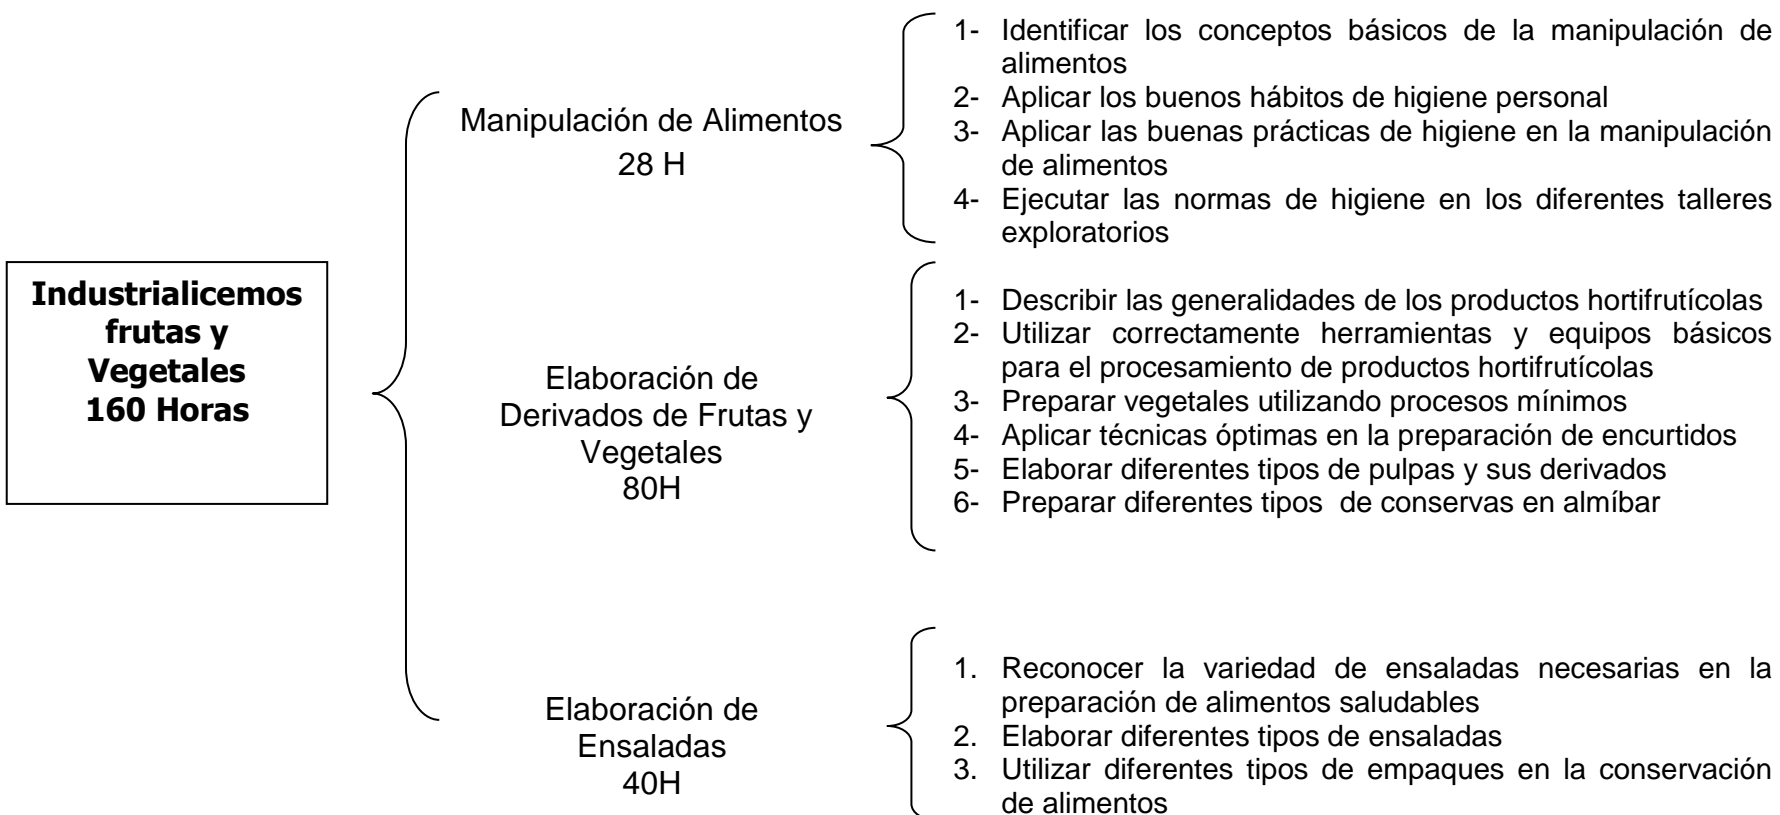 Industrialicemos
frutas y
Vegetales
160 Horas
Manipulación de Alimentos
28 H
1- Identificar los conceptos básicos de la manipulación de
alimentos
2- Aplicar los buenos hábitos de higiene personal
3- Aplicar las buenas prácticas de higiene en la manipulación
de alimentos
4- Ejecutar las normas de higiene en los diferentes talleres
exploratorios
Elaboración de
Derivados de Frutas y
Vegetales
80H
1- Describir las generalidades de los productos hortifrutícolas
2- Utilizar correctamente herramientas y equipos básicos
para el procesamiento de productos hortifrutícolas
3- Preparar vegetales utilizando procesos mínimos
4- Aplicar técnicas óptimas en la preparación de encurtidos
5- Elaborar diferentes tipos de pulpas y sus derivados
6- Preparar diferentes tipos de conservas en almíbar
Elaboración de
Ensaladas
40H
1. Reconocer la variedad de ensaladas necesarias en la
preparación de alimentos saludables
2. Elaborar diferentes tipos de ensaladas
3. Utilizar diferentes tipos de empaques en la conservación
de alimentos